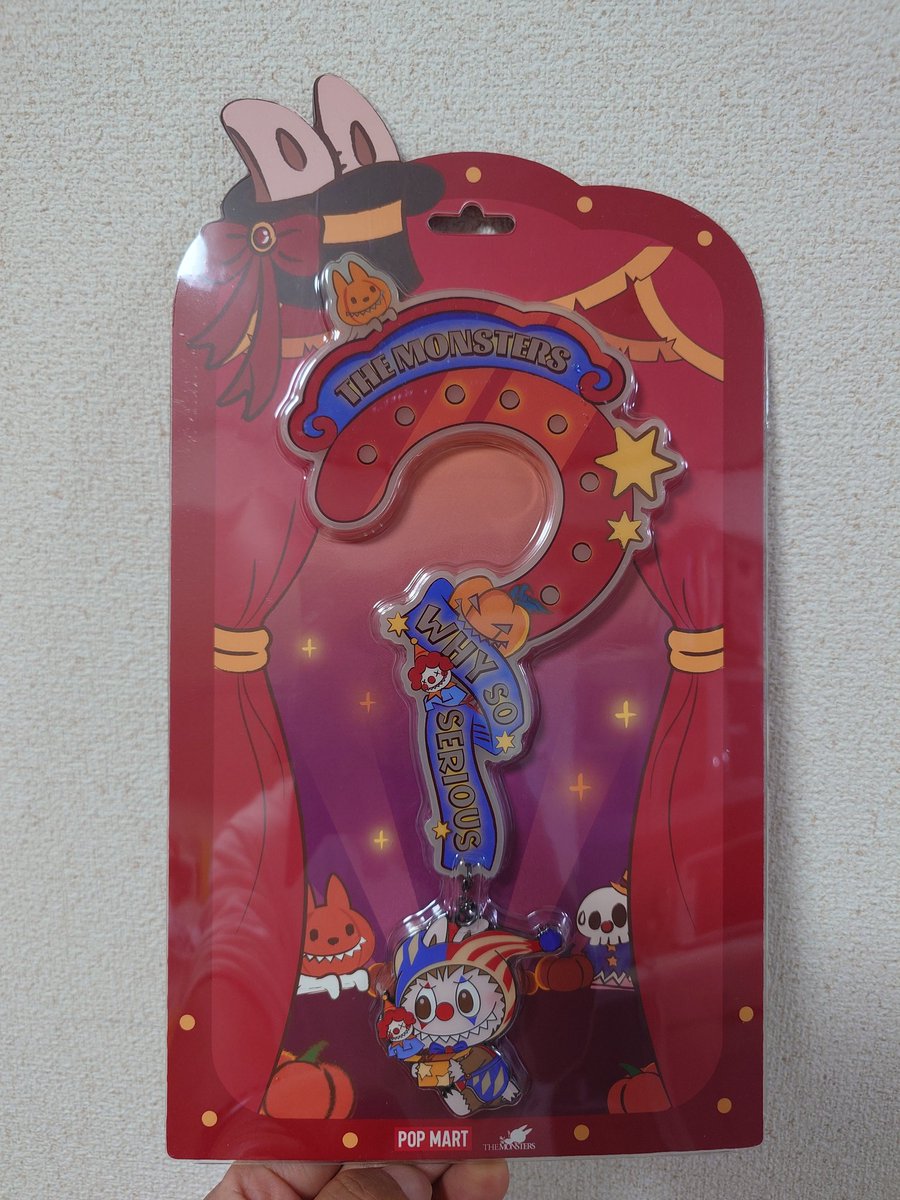 THE MONSTERS
WHY SO
SERIOUS
POP MART
THE MONSTERS